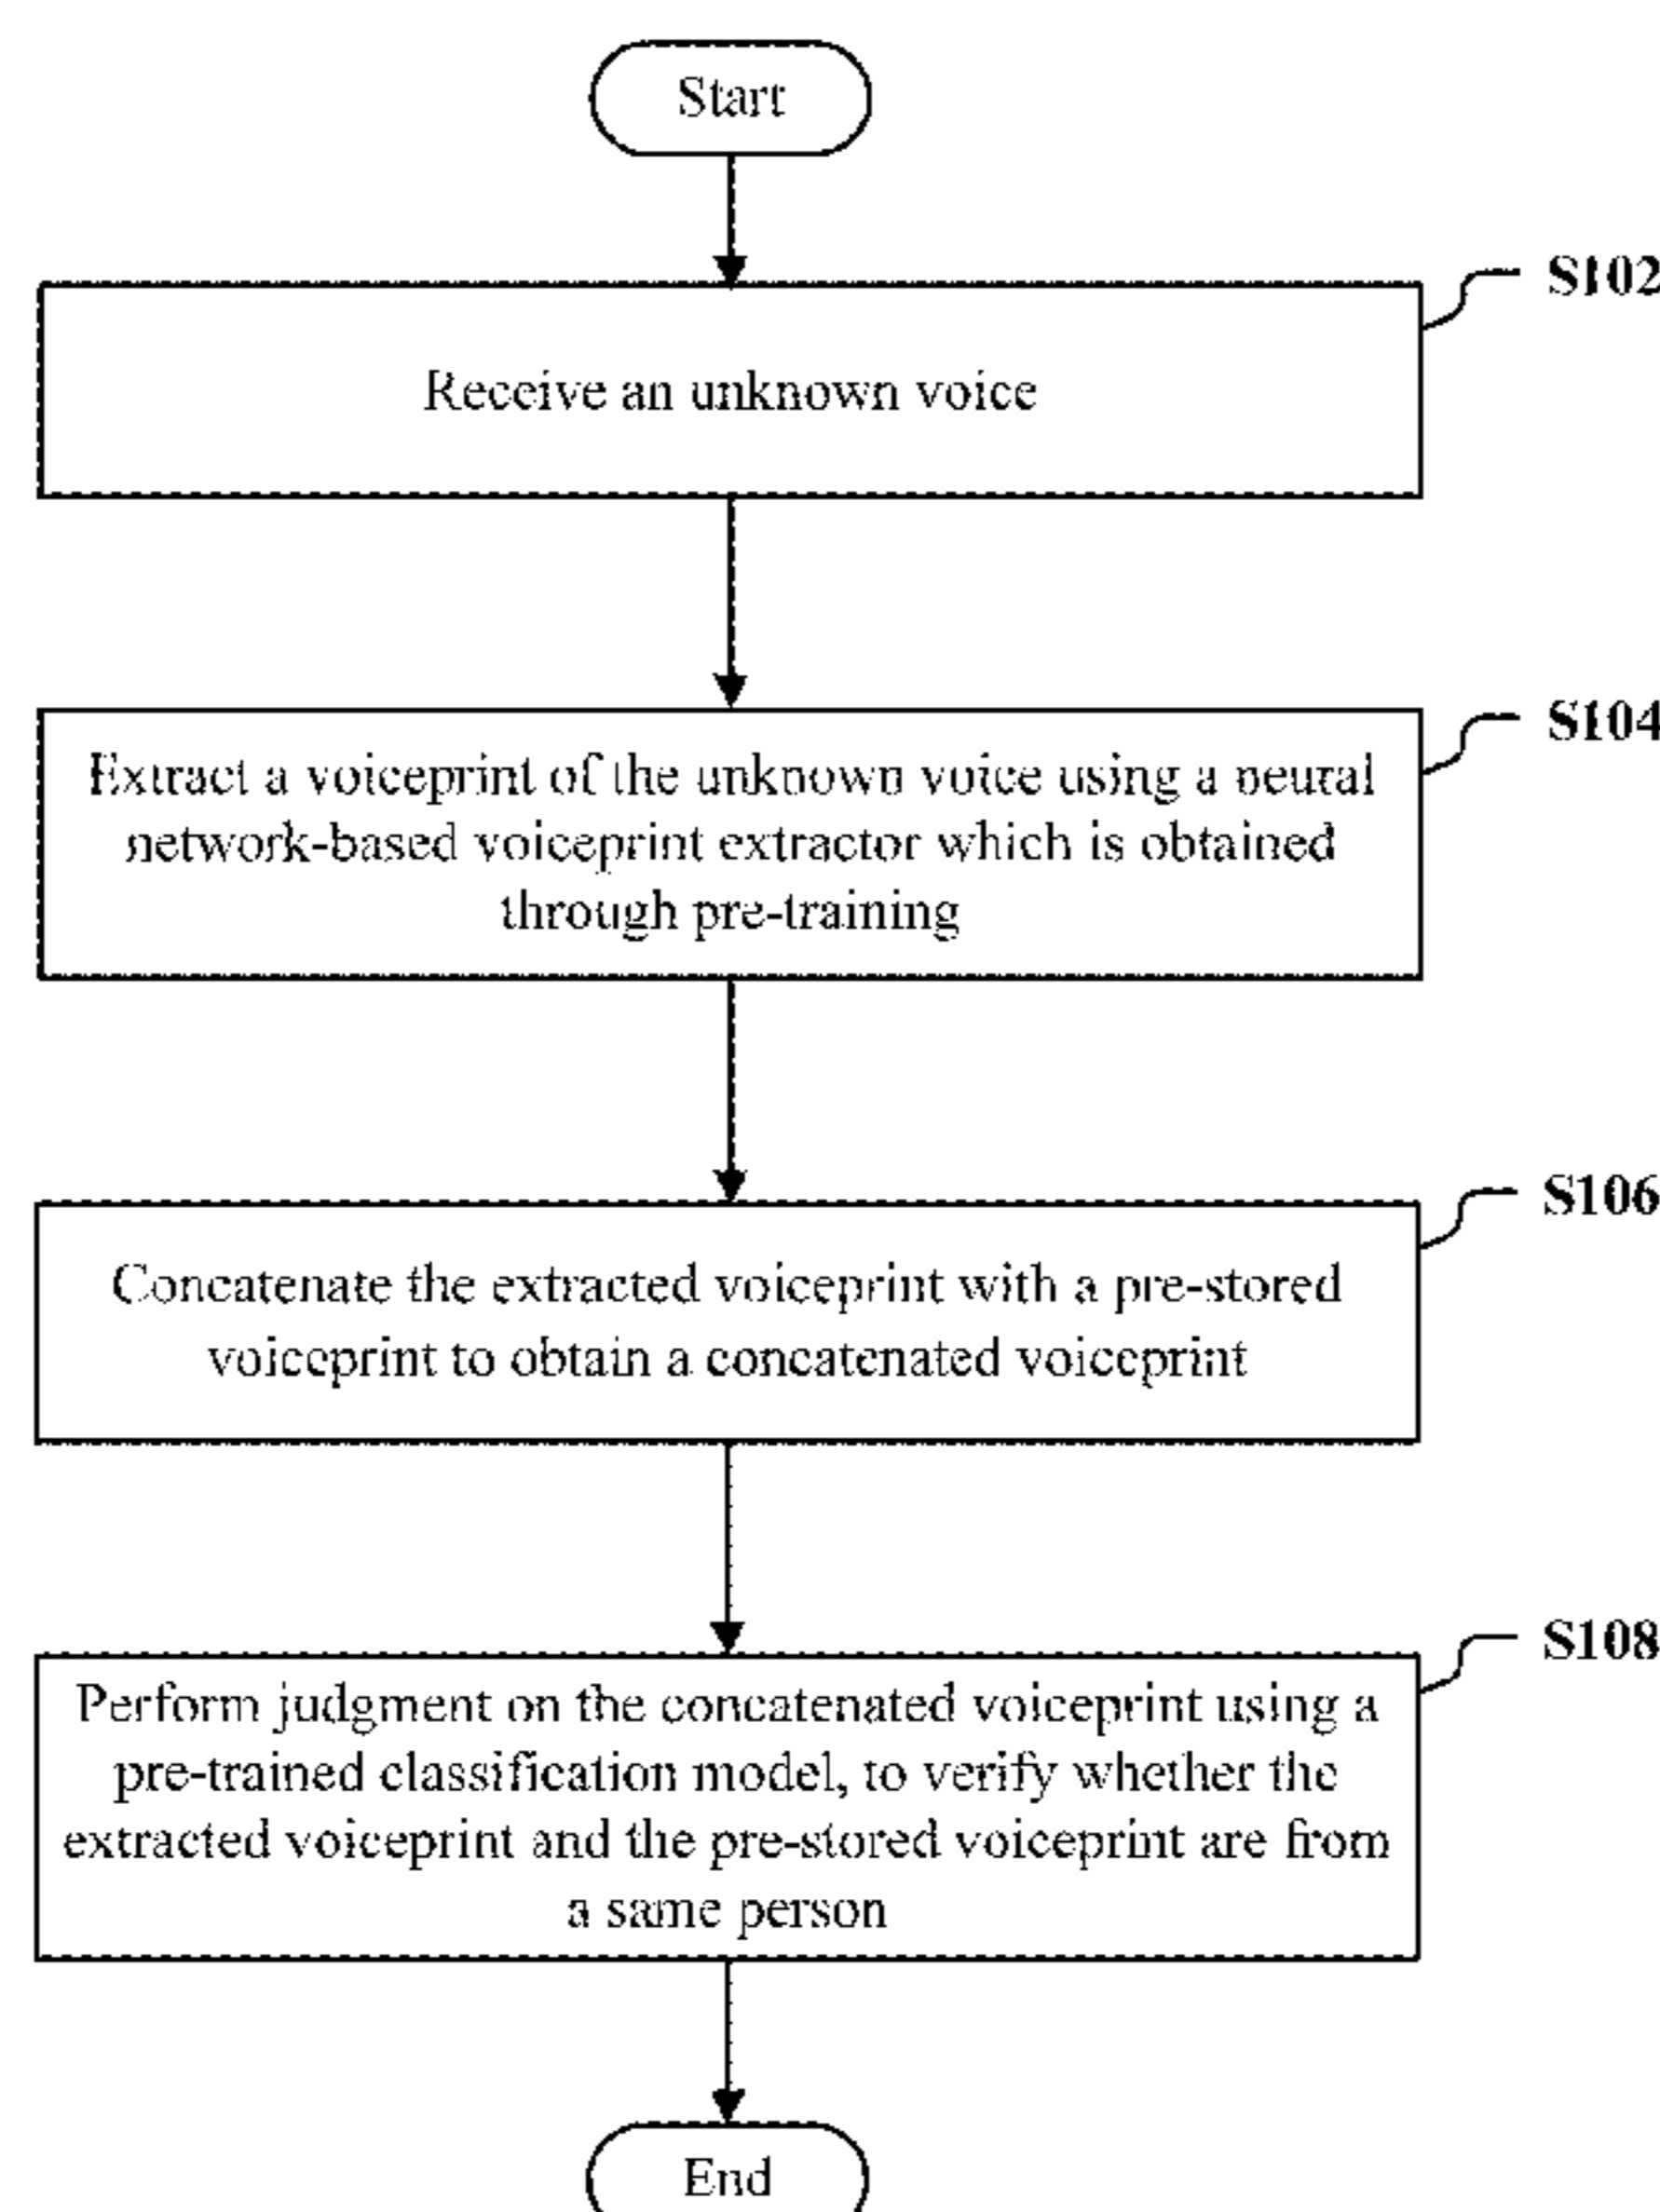 Start
S102
Receive an unknown voice
S104
Extract a voiceprint of the unknown voice using a neural
network-based voiceprint extractor which is obtained
through pre-training
S106
Concatenate the extracted voiceprint with a pre-stored
voiceprint to obtain a concatenated voiceprint
S108
Perform judgment on the concatenated voiceprint using a
pre-trained classification model, to verify whether the
extracted voiceprint and the pre-stored voiceprint are from
a same person
End